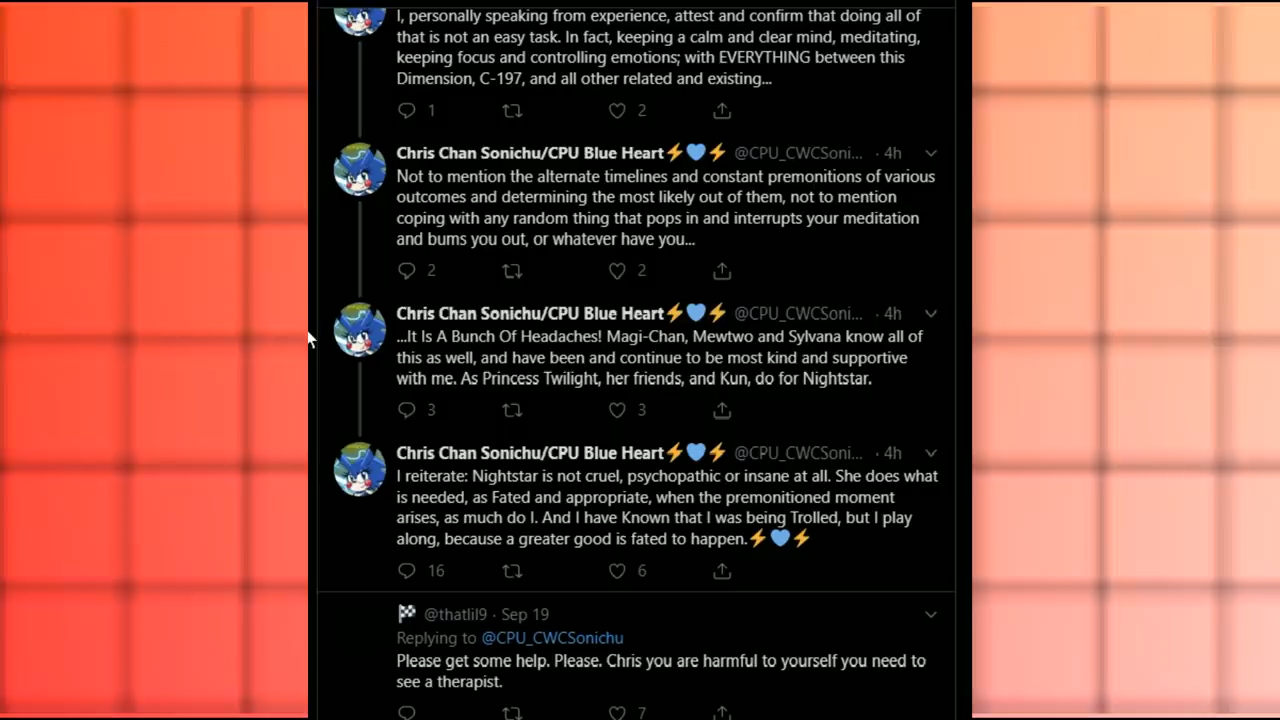 I, personally speaking from experience, attest and confirm that doing all of
that is not an easy task. In fact, keeping a calm and clear mind, meditating,
keeping focus and controlling emotions; with EVERYTHING between this
Dimension, C-197, and all other related and existing...
1 2
Chris Chan Sonichu/CPU Blue Heart⚡💙⚡ @CPU_CWCSoni... · 4h
Not to mention the alternate timelines and constant premonitions of various
outcomes and determining the most likely out of them, not to mention
coping with any random thing that pops in and interrupts your meditation
and bums you out, or whatever have you...
2 2
Chris Chan Sonichu/CPU Blue Heart⚡💙⚡ @CPU_CWCSoni... · 4h
...It Is A Bunch Of Headaches! Magi-Chan, Mewtwo and Sylvana know all of
this as well, and have been and continue to be most kind and supportive
with me. As Princess Twilight, her friends, and Kun, do for Nightstar.
3 3
Chris Chan Sonichu/CPU Blue Heart⚡💙⚡ @CPU_CWCSoni... · 4h
I reiterate: Nightstar is not cruel, psychopathic or insane at all. She does what
is needed, as Fated and appropriate, when the premonitioned moment
arises, as much do I. And I have Known that I was being Trolled, but I play
along, because a greater good is fated to happen.⚡💙⚡
16 6
🏁 @thatlil9 · Sep 19
Replying to @CPU_CWCSonichu
Please get some help. Please. Chris you are harmful to yourself you need to
see a therapist.
7